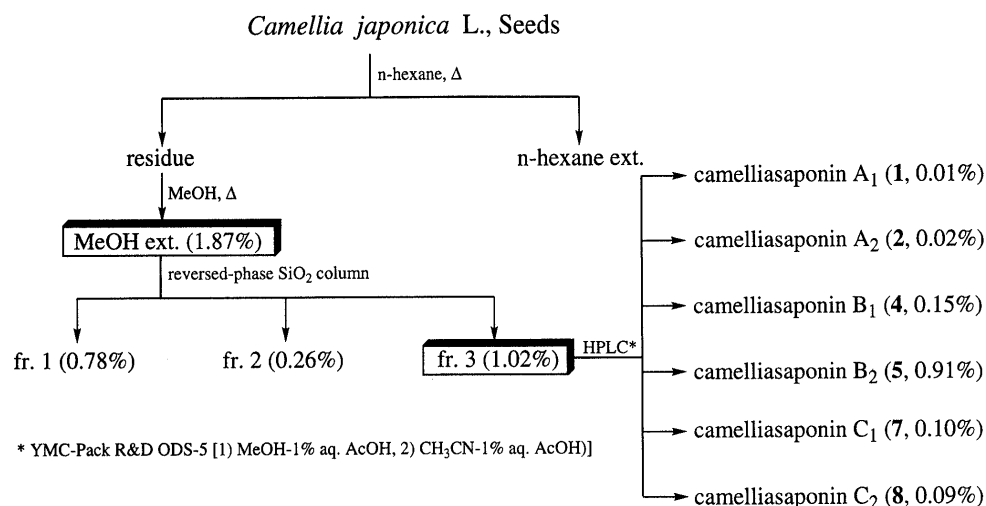 Camellia japonica L., Seeds
n-hexane, Δ
residue
n-hexane ext.
MeOH, Δ
MeOH ext. (1.87%)
reversed-phase SiO2 column
fr. 1 (0.78%)
fr. 2 (0.26%)
fr. 3 (1.02%)
HPLC*
camelliasaponin A1 (1, 0.01%)
camelliasaponin A2 (2, 0.02%)
camelliasaponin B1 (4, 0.15%)
camelliasaponin B2 (5, 0.91%)
camelliasaponin C1 (7, 0.10%)
camelliasaponin C2 (8, 0.09%)
* YMC-Pack R&D ODS-5 [1) MeOH-1% aq. AcOH, 2) CH3CN-1% aq. AcOH)]